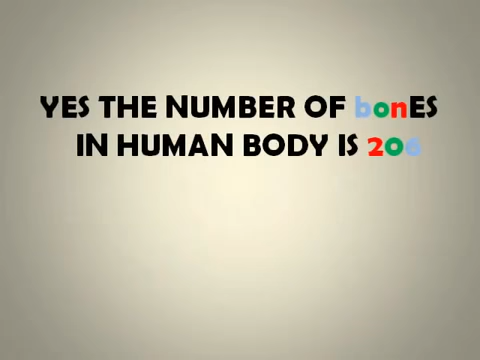 YES THE NUMBER OF bonES
IN HUMAN BODY IS 206